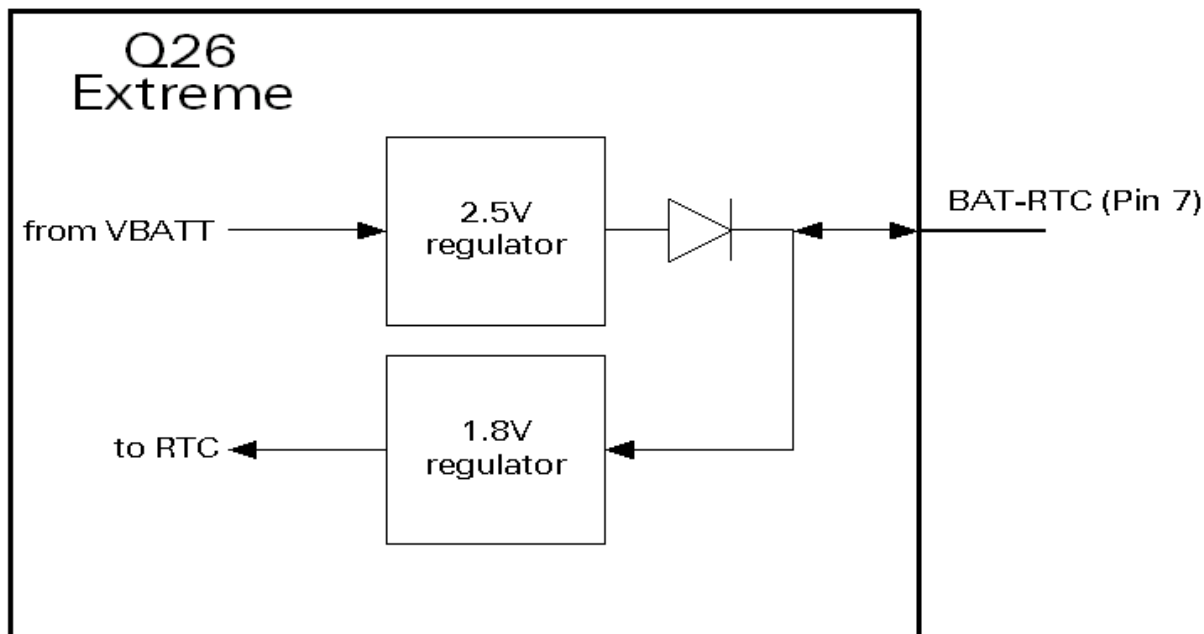 Q26
Extreme
from VBATT
2.5V
regulator
BAT-RTC (Pin 7)
to RTC
1.8V
regulator